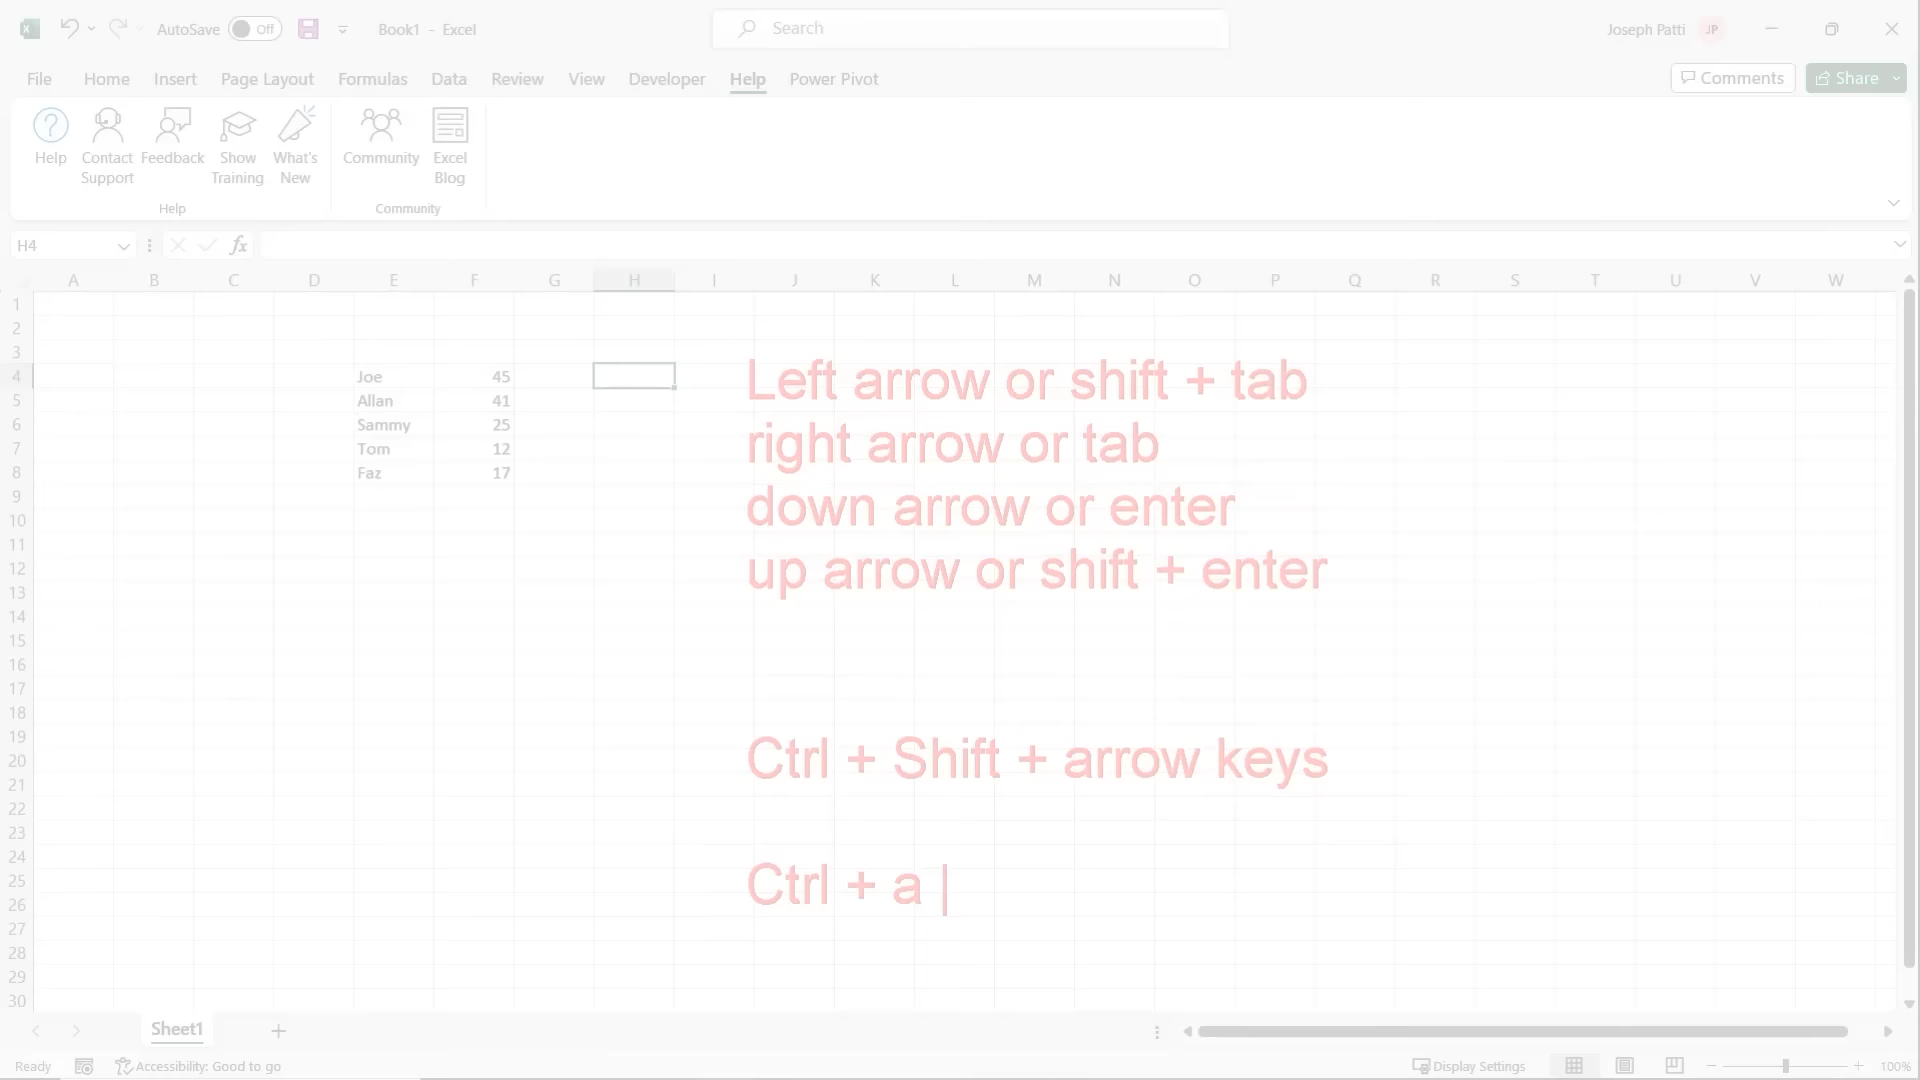 AutoSave Off Book1 - Excel Search Joseph Patti JP
File Home Insert Page Layout Formulas Data Review View Developer Help Power Pivot Comments Share
? Help Contact Support Feedback Show Training What's New Community Excel Blog
Help Community
H4 fx
A B C D E F G H I J K L M N O P Q R S T U V W
1
2
3
4 Joe 45
5 Allan 41
6 Sammy 25
7 Tom 12
8 Faz 17
9
10
11
12
13
14
15
16
17
18
19
20
21
22
23
24
25
26
27
28
29
30
Left arrow or shift + tab
right arrow or tab
down arrow or enter
up arrow or shift + enter
Ctrl + Shift + arrow keys
Ctrl + a |
Sheet1
Ready Accessibility: Good to go Display Settings 100%